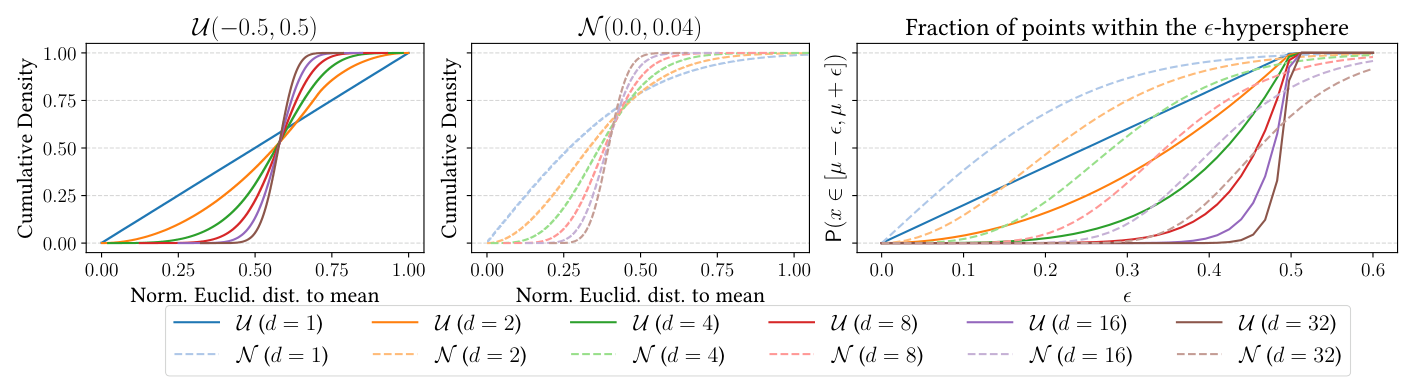 𝒰(−0.5, 0.5)
Cumulative Density
1.00
0.75
0.50
0.25
0.00
0.00 0.25 0.50 0.75 1.00
Norm. Euclid. dist. to mean
𝒩(0.0, 0.04)
Cumulative Density
0.00 0.25 0.50 0.75 1.00
Norm. Euclid. dist. to mean
Fraction of points within the ϵ-hypersphere
P(x ∈ [μ − ϵ, μ + ϵ])
0.0 0.1 0.2 0.3 0.4 0.5 0.6
ϵ
𝒰 (d = 1) 𝒰 (d = 2) 𝒰 (d = 4) 𝒰 (d = 8) 𝒰 (d = 16) 𝒰 (d = 32)
𝒩 (d = 1) 𝒩 (d = 2) 𝒩 (d = 4) 𝒩 (d = 8) 𝒩 (d = 16) 𝒩 (d = 32)